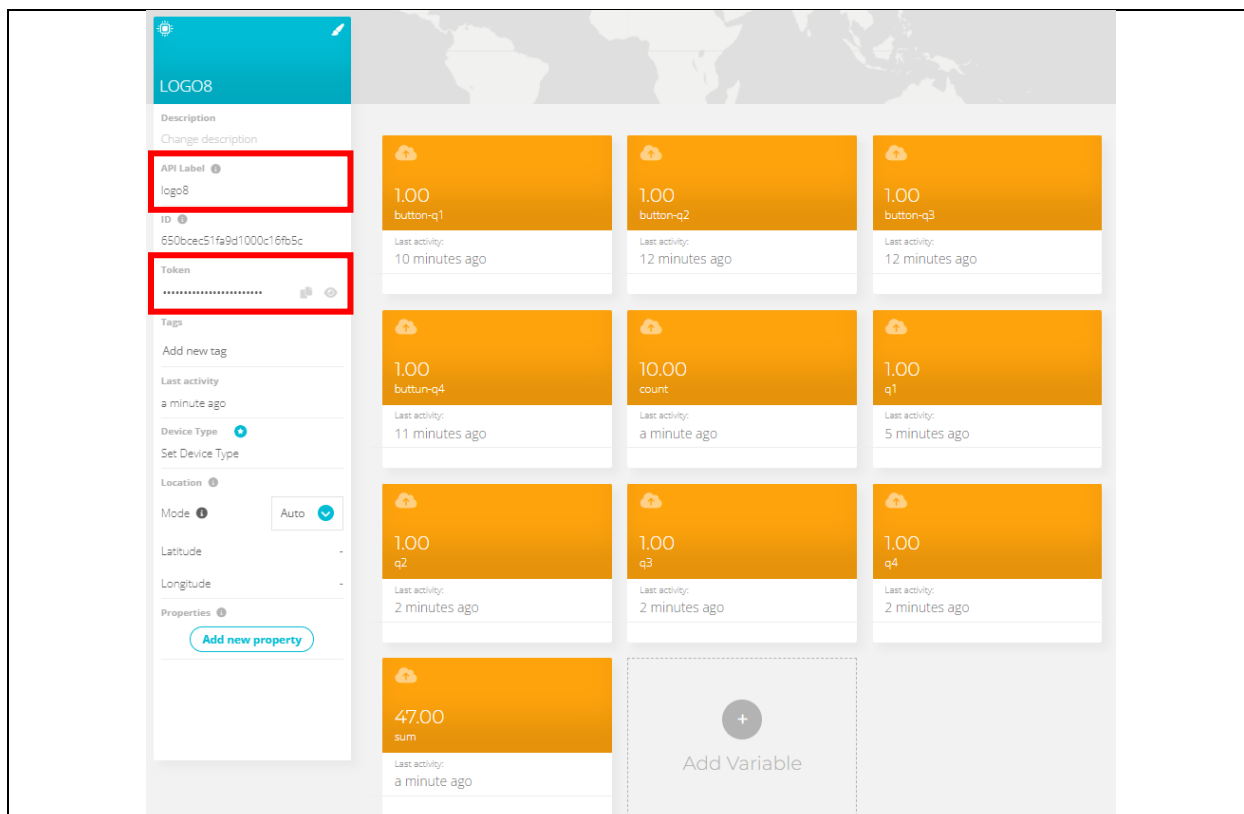 LOGO8
Description
Change description
API Label
logo8
ID
650bcec51fa9d1000c16fb5c
Token
························
Tags
Add new tag
Last activity
a minute ago
Device Type
Set Device Type
Location
Mode
Auto
Latitude
-
Longitude
-
Properties
Add new property
1.00
button-q1
Last activity:
10 minutes ago
1.00
button-q2
Last activity:
12 minutes ago
1.00
button-q3
Last activity:
12 minutes ago
1.00
buttun-q4
Last activity:
11 minutes ago
10.00
count
Last activity:
a minute ago
1.00
q1
Last activity:
5 minutes ago
1.00
q2
Last activity:
2 minutes ago
1.00
q3
Last activity:
2 minutes ago
1.00
q4
Last activity:
2 minutes ago
47.00
sum
Last activity:
a minute ago
Add Variable